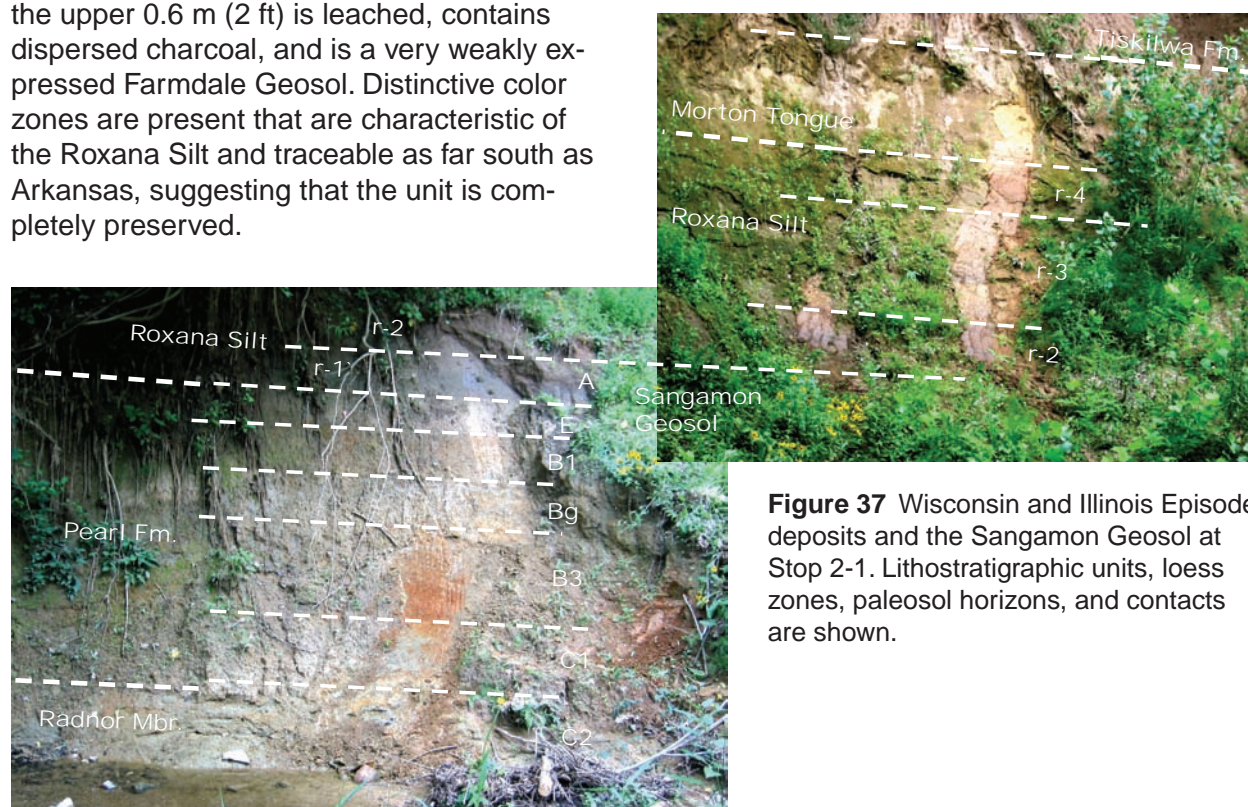 the upper 0.6 m (2 ft) is leached, contains
dispersed charcoal, and is a very weakly ex-
pressed Farmdale Geosol. Distinctive color
zones are present that are characteristic of
the Roxana Silt and traceable as far south as
Arkansas, suggesting that the unit is com-
pletely preserved.
Tiskilwa Fm.
Morton Tongue
r-4
Roxana Silt
r-3
r-2
Roxana Silt
r-2
r-1
A
Sangamon
Geosol
E
B1
Bg
Pearl Fm.
B3
C1
Radnor Mbr.
C2
Figure 37 Wisconsin and Illinois Episode
deposits and the Sangamon Geosol at
Stop 2-1. Lithostratigraphic units, loess
zones, paleosol horizons, and contacts
are shown.